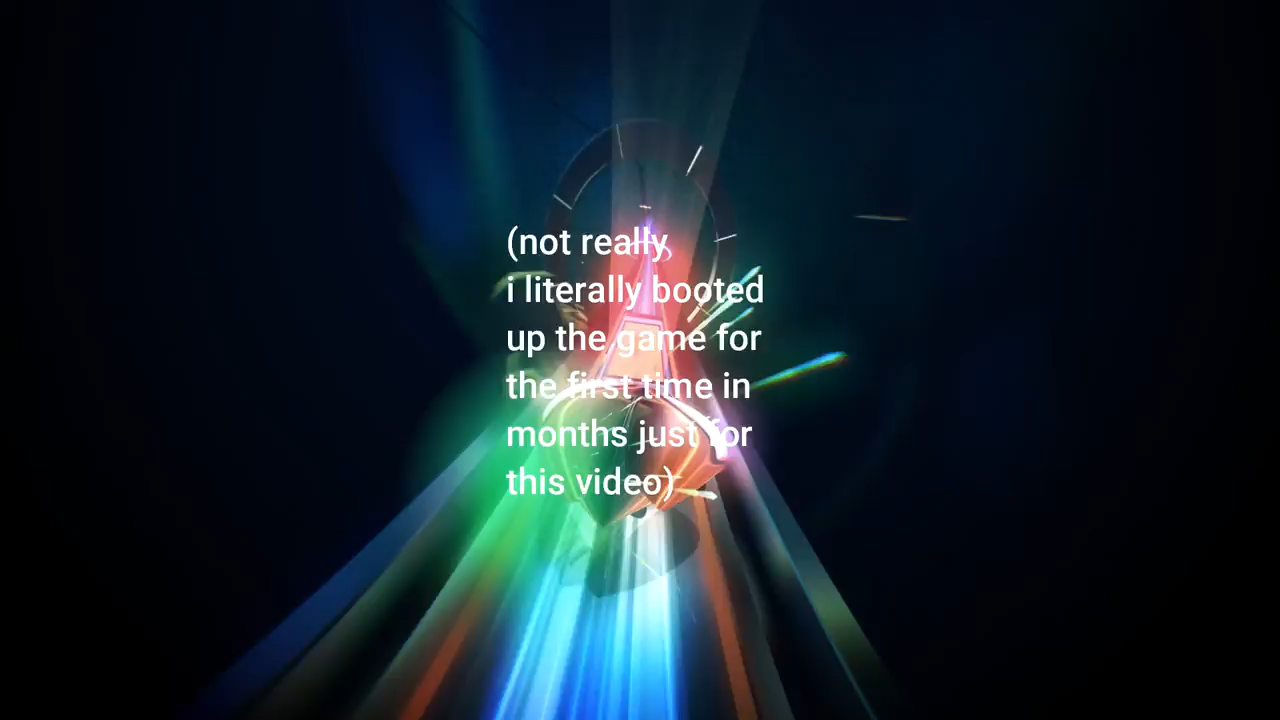 (not really
i literally booted
up the game for
the first time in
months just for
this video)